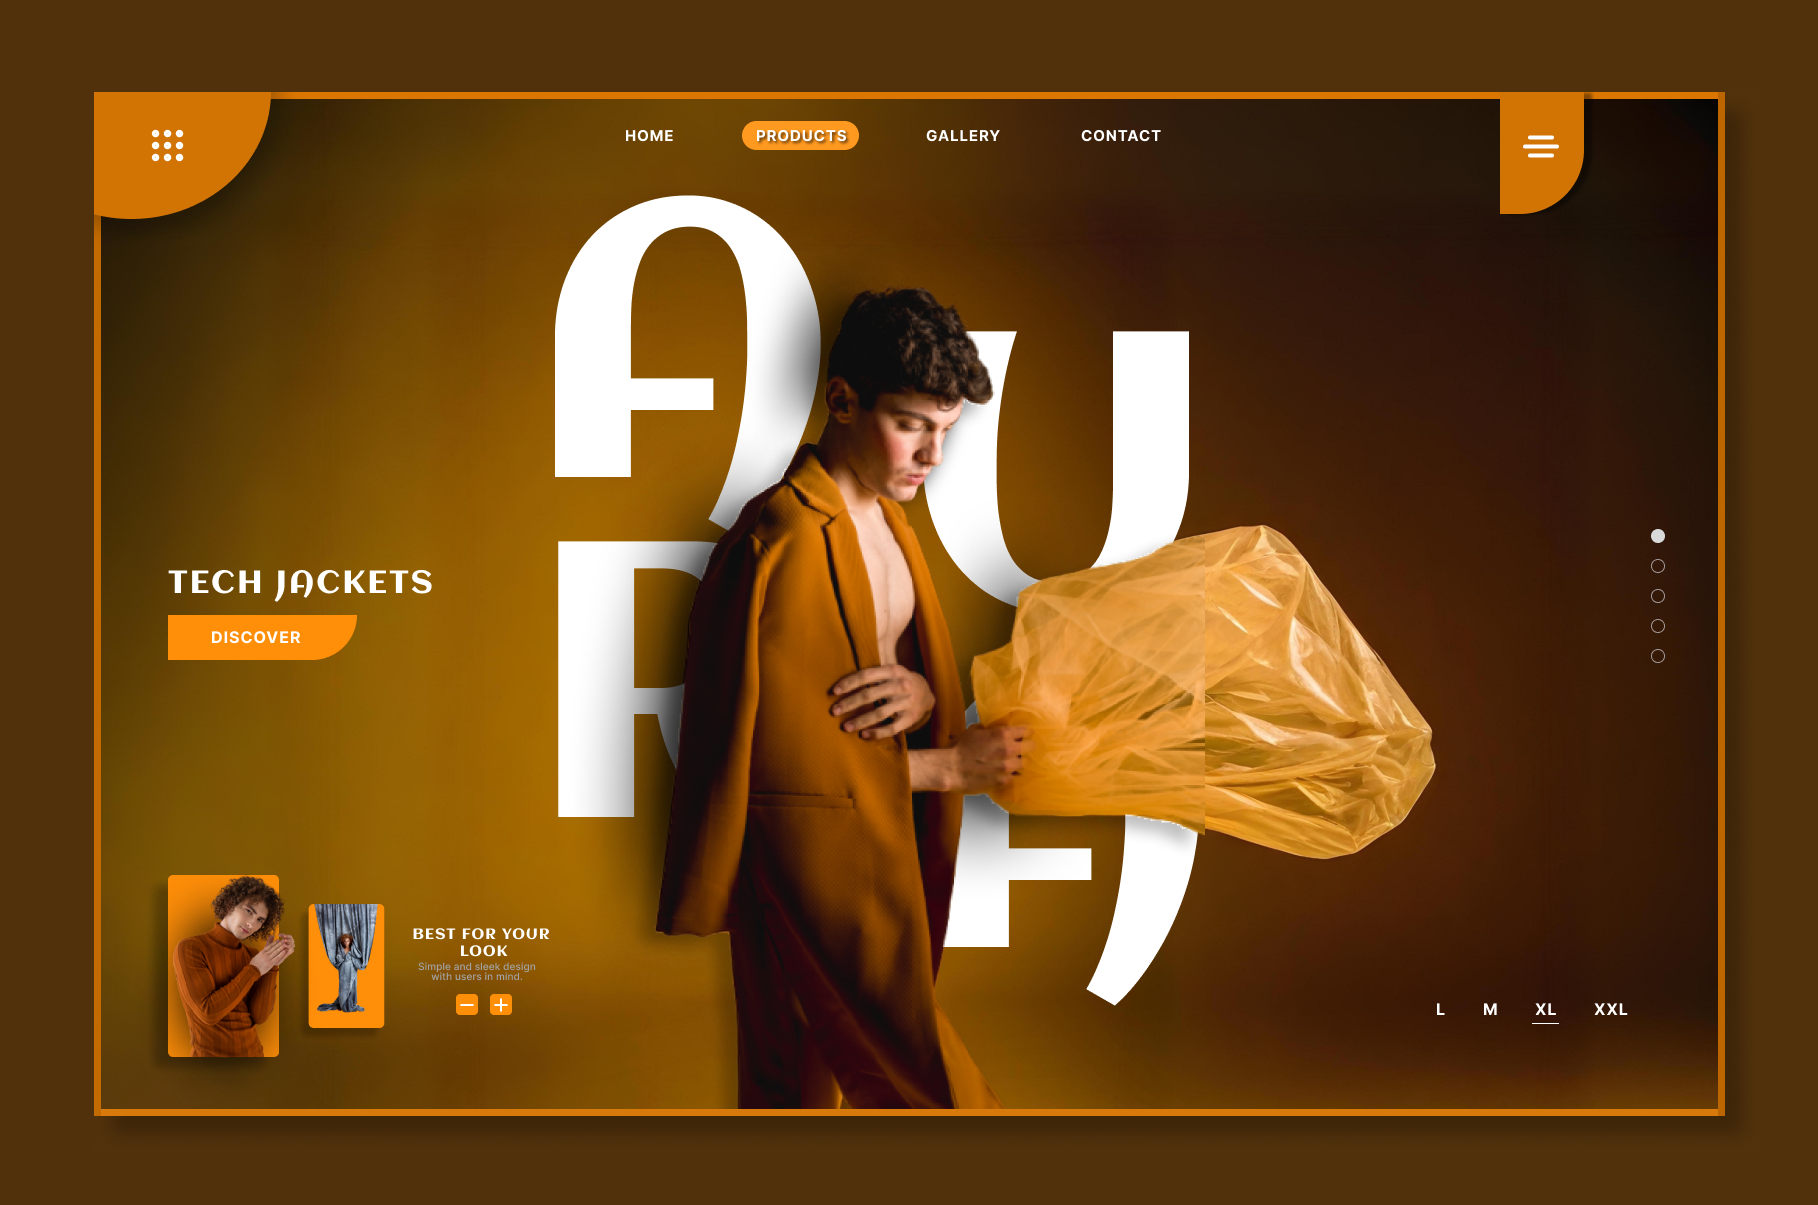 HOME PRODUCTS GALLERY CONTACT
AU
RA
TECH JACKETS
DISCOVER
BEST FOR YOUR
LOOK
Simple and sleek design
with users in mind.
L M XL XXL